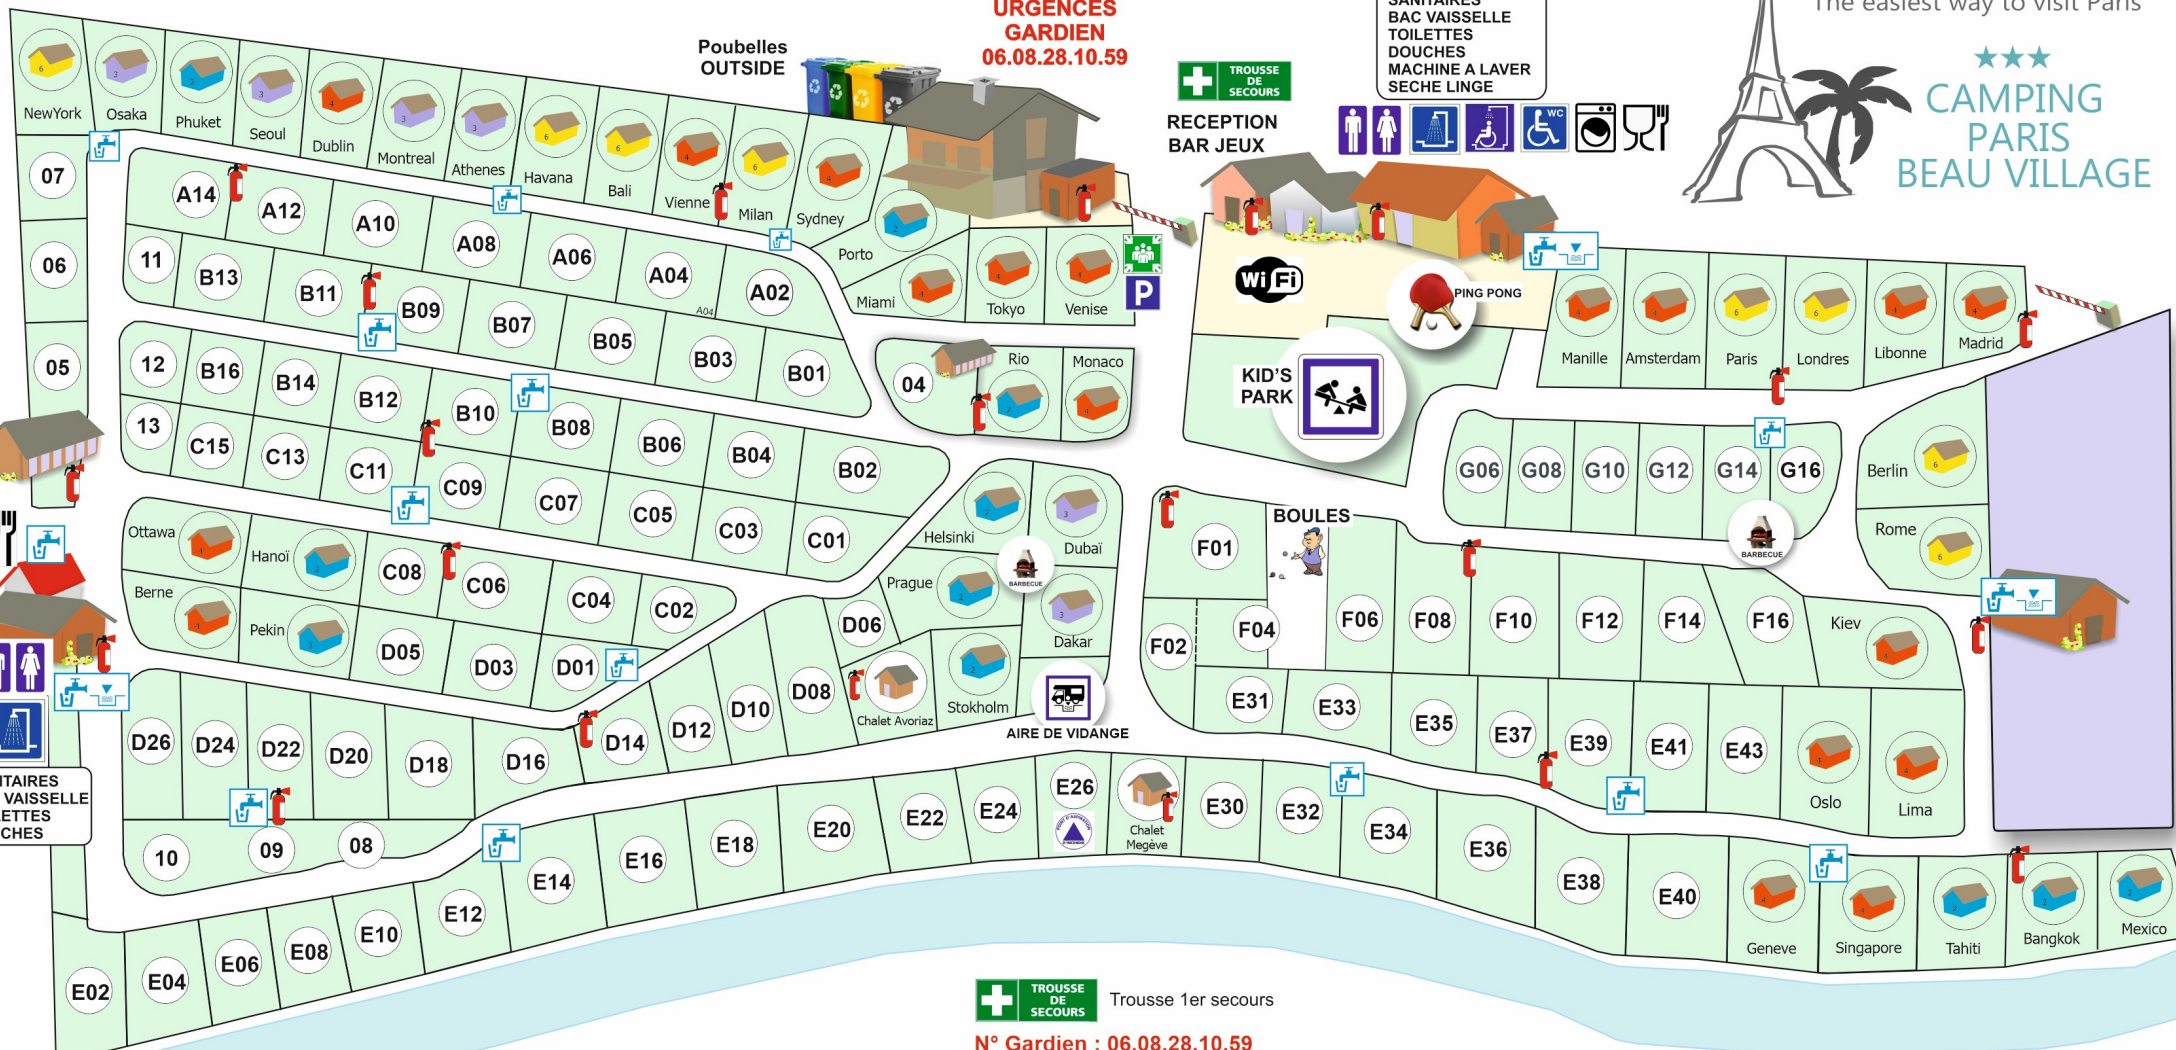 URGENCES
GARDIEN
06.08.28.10.59
Poubelles
OUTSIDE
TROUSSE
DE
SECOURS
RECEPTION
BAR JEUX
SANITAIRES
BAC VAISSELLE
TOILETTES
DOUCHES
MACHINE A LAVER
SECHE LINGE
WC
The easiest way to visit Paris
CAMPING
PARIS
BEAU VILLAGE
NewYork
Osaka
Phuket
Seoul
Dublin
Montreal
Athenes
Havana
Bali
Vienne
Milan
Sydney
Porto
Miami
Tokyo
Venise
P
07
06
05
A14
A12
A10
A08
A06
A04
A02
A04
11
B13
B11
B09
B07
B05
B03
B01
12
B16
B14
B12
B10
B08
B06
B04
B02
13
C15
C13
C11
C09
C07
C05
C03
C01
04
Rio
Monaco
WiFi
PING PONG
KID'S
PARK
Manille
Amsterdam
Paris
Londres
Libonne
Madrid
G06
G08
G10
G12
G14
G16
BARBECUE
Berlin
Rome
Ottawa
Hanoï
C08
C06
C04
C02
Berne
Pekin
D05
D03
D01
Helsinki
Dubaï
Prague
BARBECUE
Dakar
D06
Chalet Avoriaz
Stokholm
AIRE DE VIDANGE
F01
BOULES
F02
F04
F06
F08
F10
F12
F14
F16
Kiev
E31
E33
E35
E37
E39
E41
E43
Oslo
Lima
D26
D24
D22
D20
D18
D16
D14
D12
D10
D08
10
09
08
ITAIRES
VAISSELLE
ETTES
CHES
E02
E04
E06
E08
E10
E12
E14
E16
E18
E20
E22
E24
E26
Chalet
Megève
E30
E32
E34
E36
E38
E40
Geneve
Singapore
Tahiti
Bangkok
Mexico
TROUSSE
DE
SECOURS
Trousse 1er secours
N° Gardien : 06.08.28.10.59